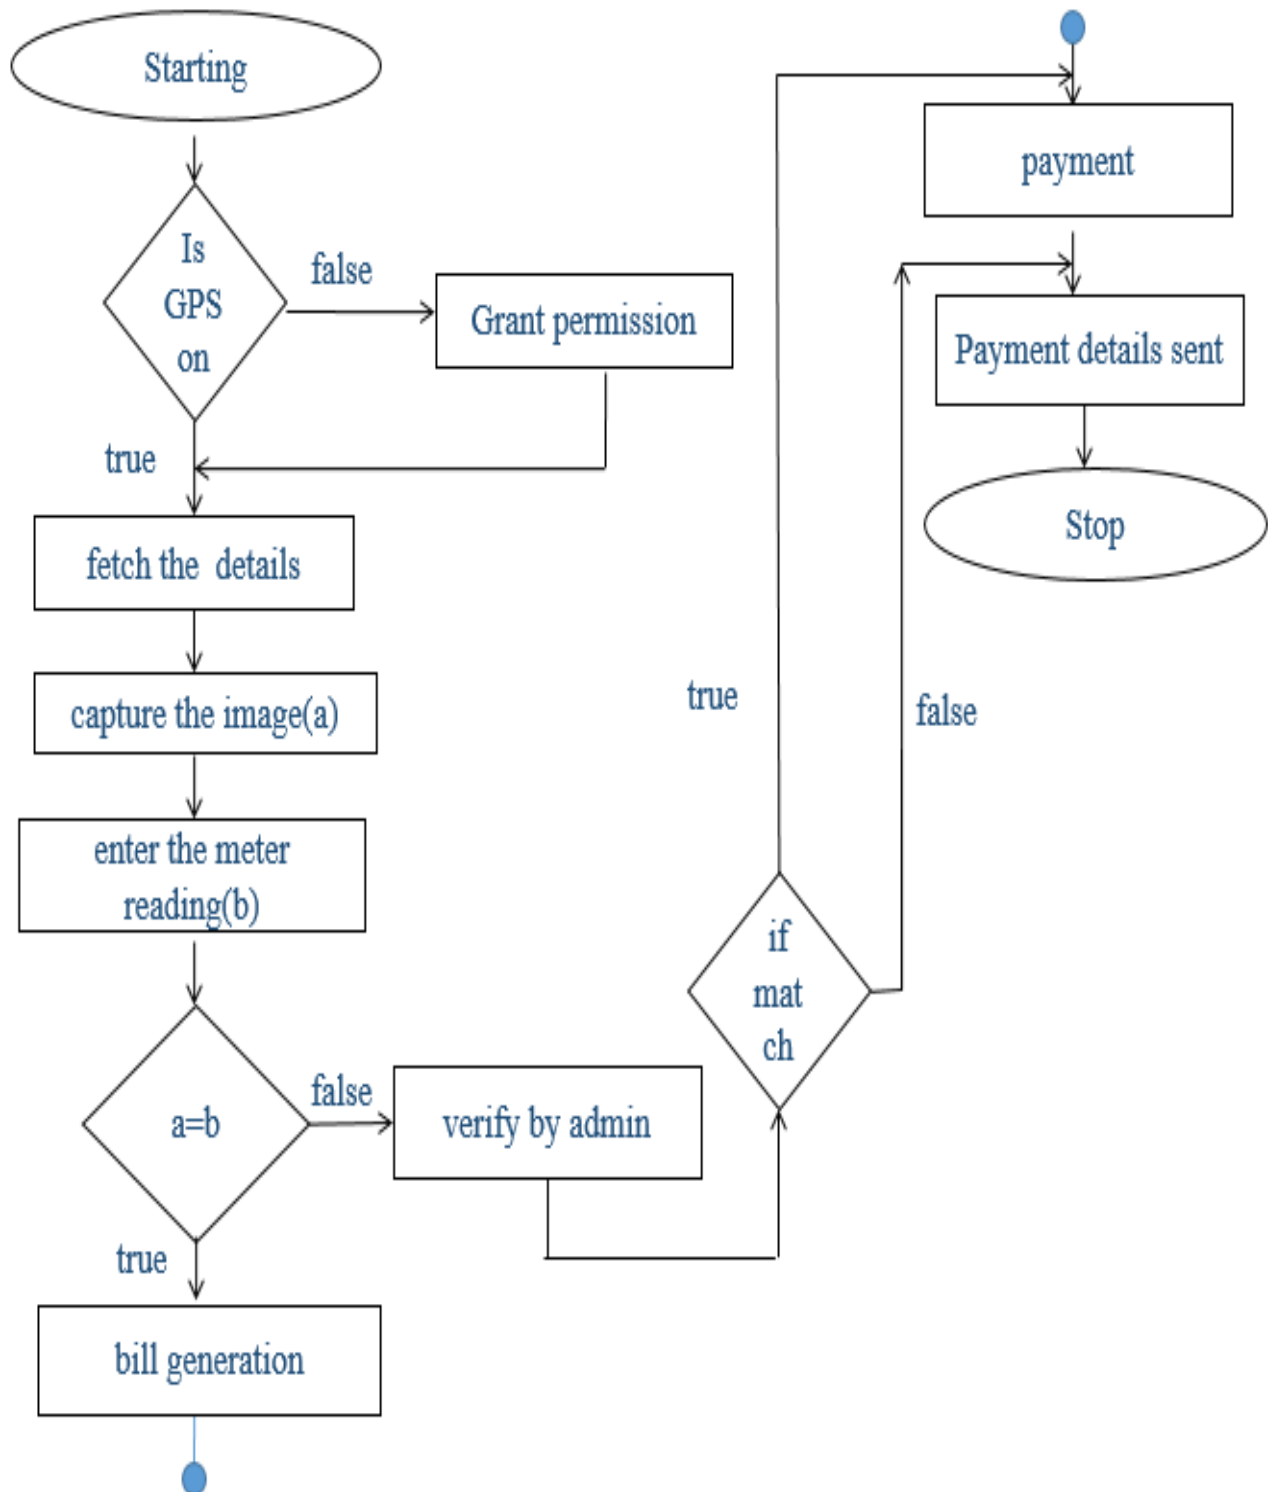 Starting
Is
GPS
on
false
Grant permission
true
fetch the details
capture the image(a)
enter the meter
reading(b)
a=b
false
verify by admin
true
bill generation
if
mat
ch
true
false
payment
Payment details sent
Stop